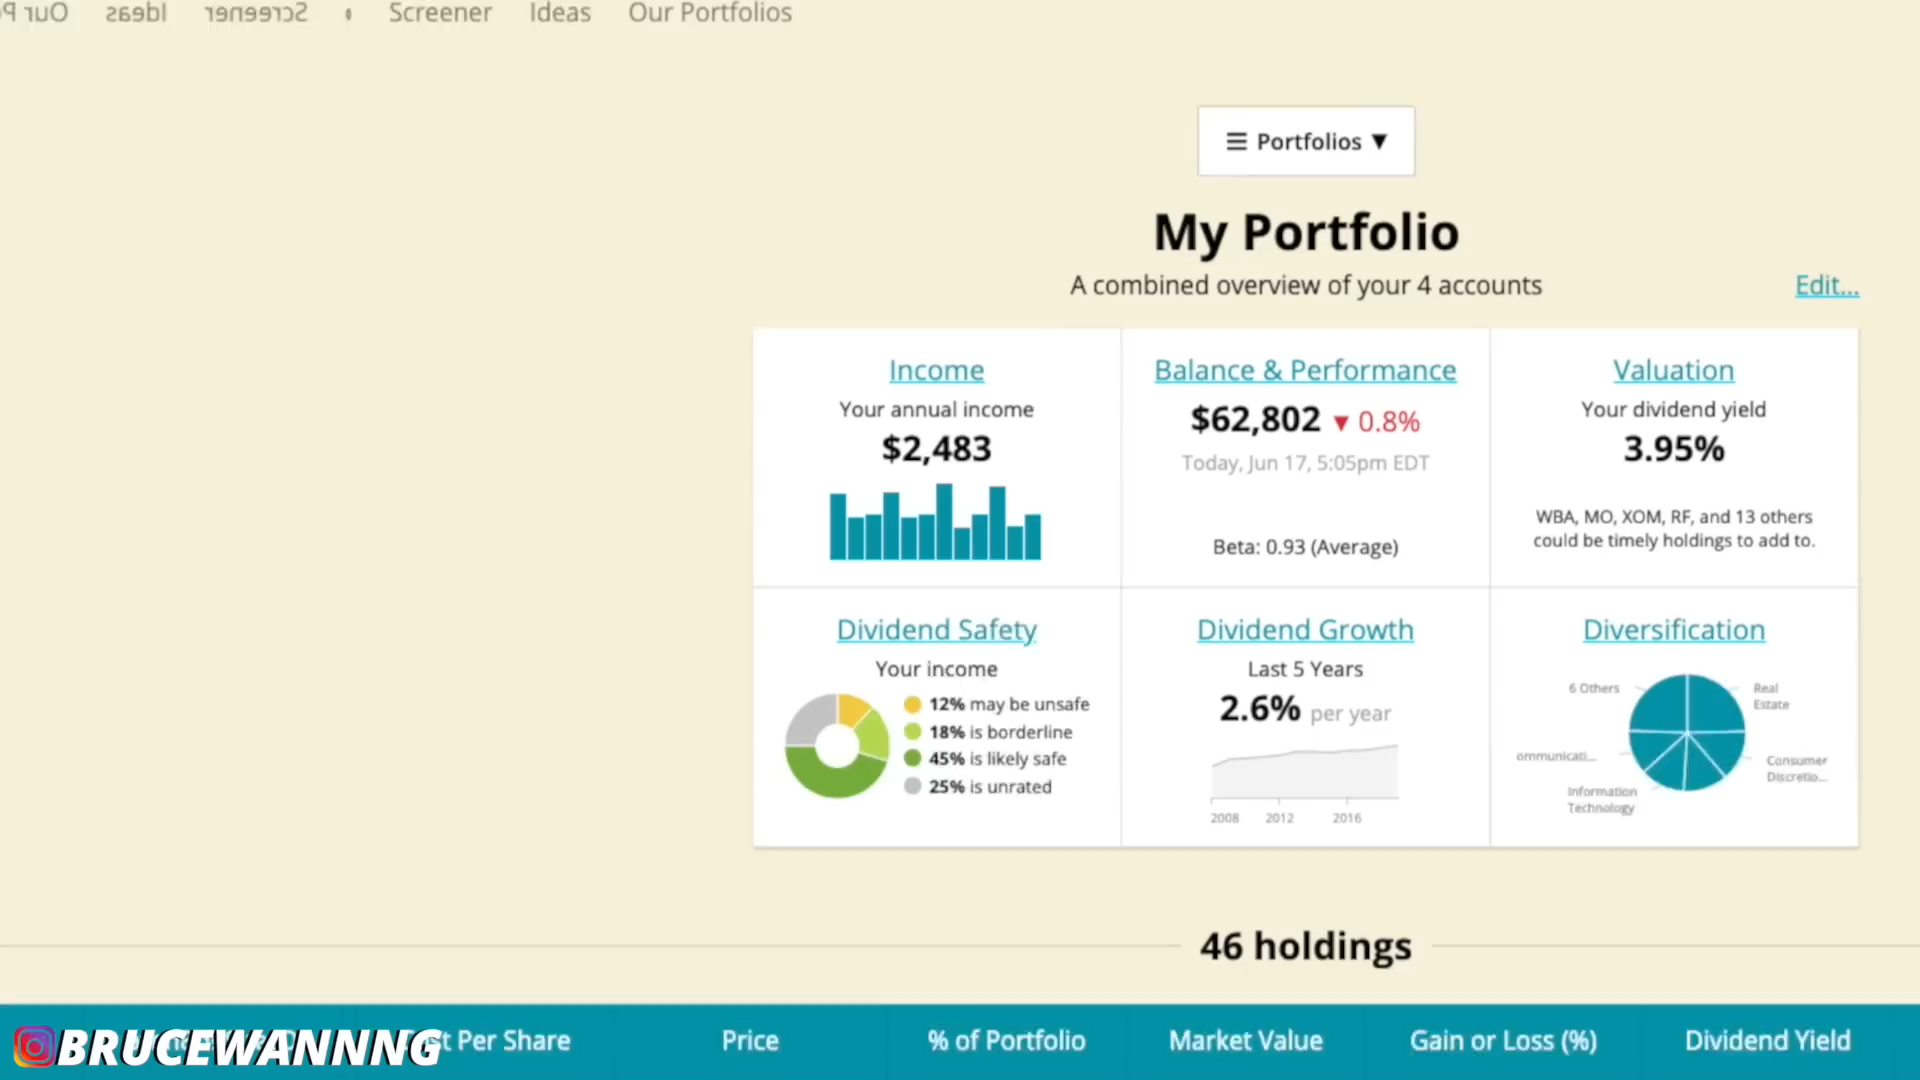 Screener Ideas Our Portfolios
☰ Portfolios ▼
My Portfolio
A combined overview of your 4 accounts
Edit...
Income
Your annual income
$2,483
Balance & Performance
$62,802 ▼ 0.8%
Today, Jun 17, 5:05pm EDT
Beta: 0.93 (Average)
Valuation
Your dividend yield
3.95%
WBA, MO, XOM, RF, and 13 others
could be timely holdings to add to.
Dividend Safety
Your income
12% may be unsafe
18% is borderline
45% is likely safe
25% is unrated
Dividend Growth
Last 5 Years
2.6% per year
2008 2012 2016
Diversification
6 Others
Real
Estate
ommunicati...
Consumer
Discretio...
Information
Technology
46 holdings
st Per Share Price % of Portfolio Market Value Gain or Loss (%) Dividend Yield
BRUCEWANNNG